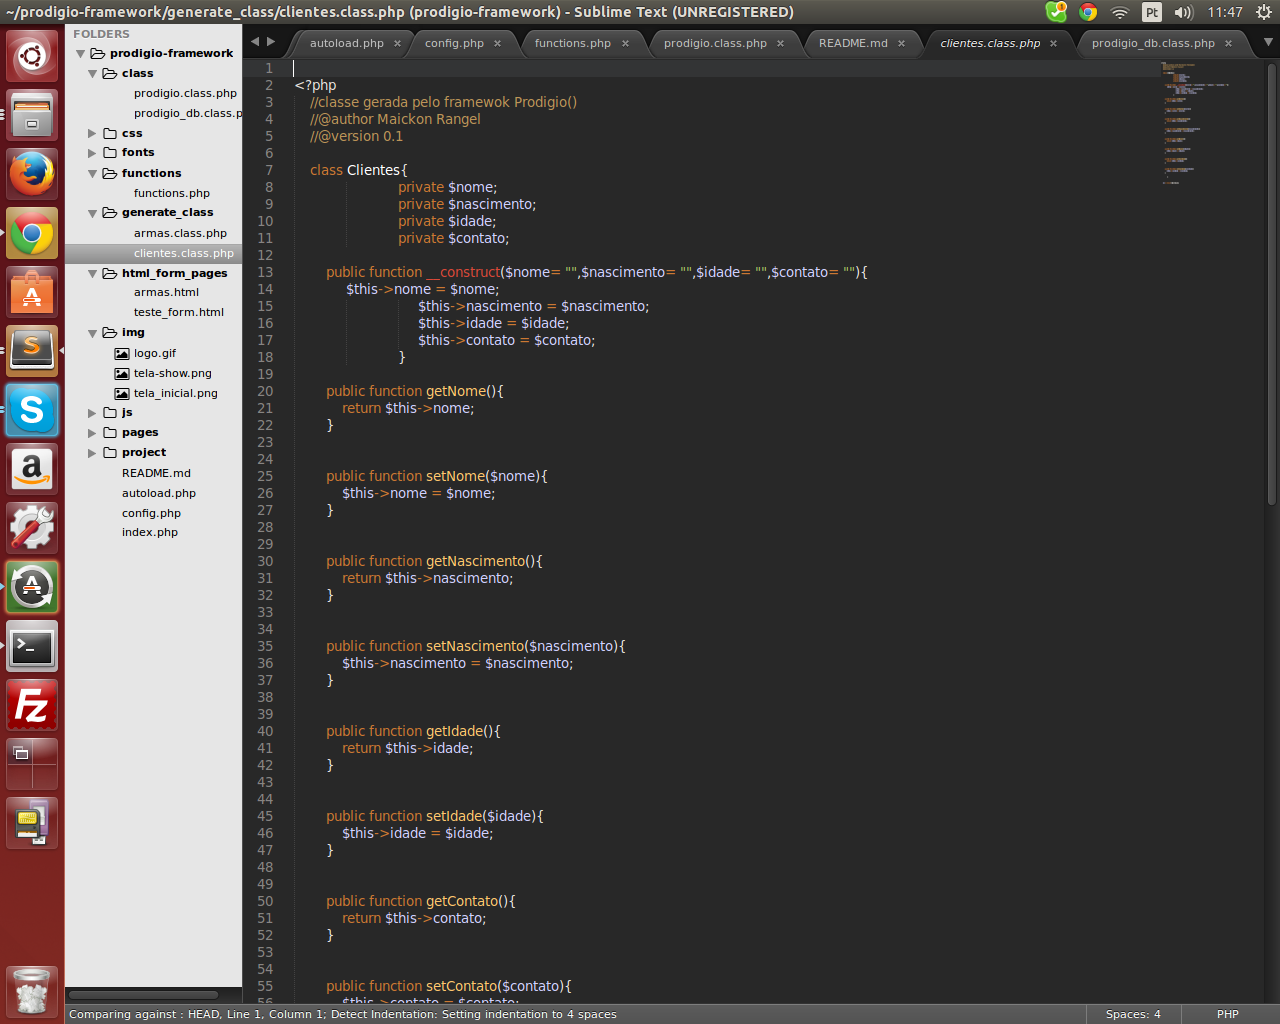 ~/prodigio-framework/generate_class/clientes.class.php (prodigio-framework) - Sublime Text (UNREGISTERED)
Pt
11:47
FOLDERS
prodigio-framework
class
prodigio.class.php
prodigio_db.class.p
css
fonts
functions
functions.php
generate_class
armas.class.php
clientes.class.php
html_form_pages
armas.html
teste_form.html
img
logo.gif
tela-show.png
tela_inicial.png
js
pages
project
README.md
autoload.php
config.php
index.php
autoload.php × config.php × functions.php × prodigio.class.php × README.md × clientes.class.php × prodigio_db.class.php ×
1
2 <?php
3 //classe gerada pelo framewok Prodigio()
4 //@author Maickon Rangel
5 //@version 0.1
6
7 class Clientes{
8 private $nome;
9 private $nascimento;
10 private $idade;
11 private $contato;
12
13 public function __construct($nome= "",$nascimento= "",$idade= "",$contato= ""){
14 $this->nome = $nome;
15 $this->nascimento = $nascimento;
16 $this->idade = $idade;
17 $this->contato = $contato;
18 }
19
20 public function getNome(){
21 return $this->nome;
22 }
23
24
25 public function setNome($nome){
26 $this->nome = $nome;
27 }
28
29
30 public function getNascimento(){
31 return $this->nascimento;
32 }
33
34
35 public function setNascimento($nascimento){
36 $this->nascimento = $nascimento;
37 }
38
39
40 public function getIdade(){
41 return $this->idade;
42 }
43
44
45 public function setIdade($idade){
46 $this->idade = $idade;
47 }
48
49
50 public function getContato(){
51 return $this->contato;
52 }
53
54
55 public function setContato($contato){
56 $this->contato = $contato;
Comparing against : HEAD, Line 1, Column 1; Detect Indentation: Setting indentation to 4 spaces
Spaces: 4
PHP